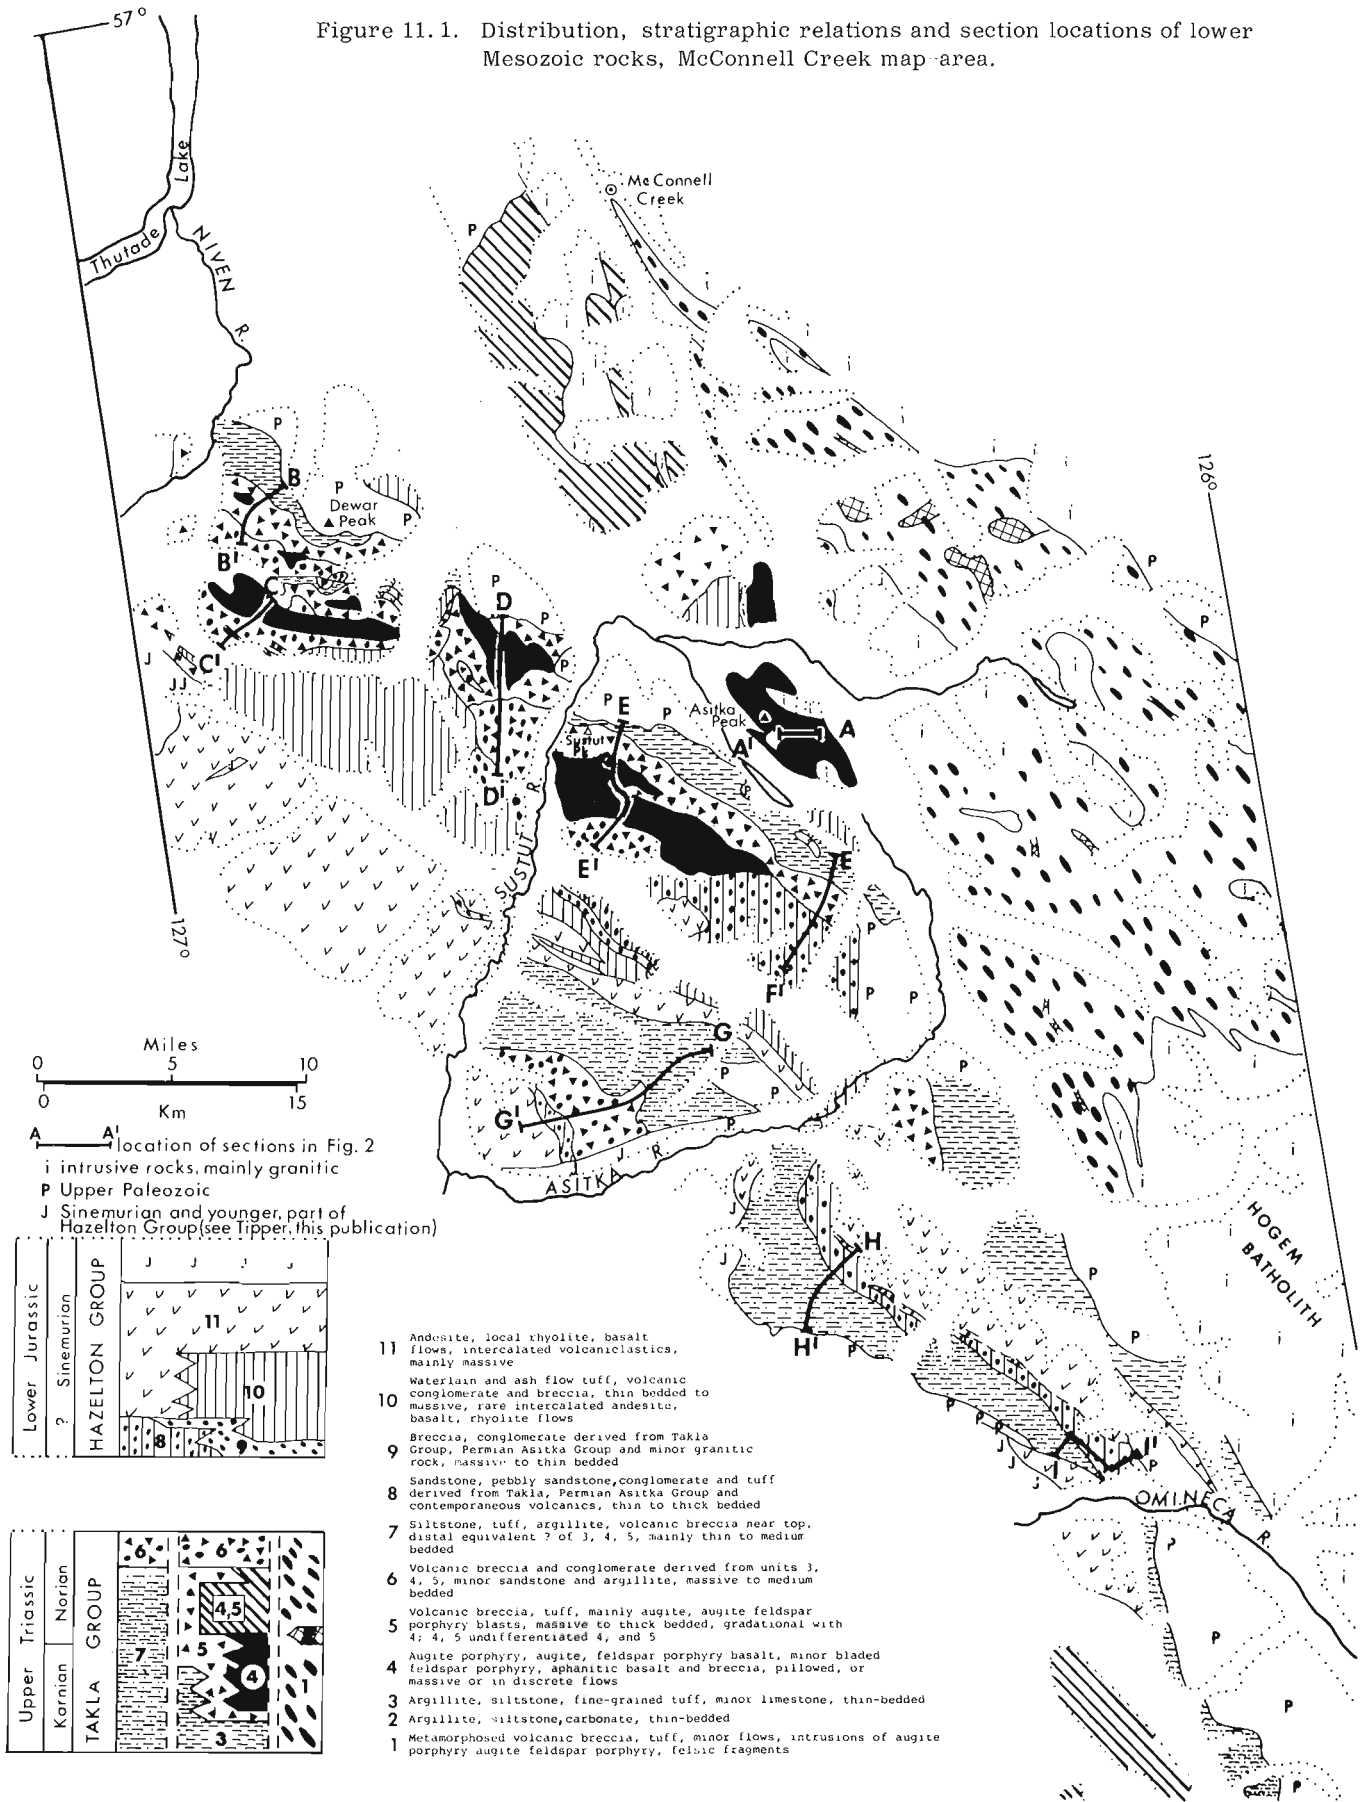 Figure 11.1. Distribution, stratigraphic relations and section locations of lower
Mesozoic rocks, McConnell Creek map-area.
57°
Thutade Lake
NIVEN R.
McConnell
Creek
P
i
126°
B
P
Dewar
Peak
P
P
B'
C
C'
J
JJ
D
P
P
P
D'
SUSTUT R.
E
P
P
Sustut
Pk
E'
Asitka
Peak
A
A'
E
F'
P
P
P
P
P
127°
G
G'
P
P
P
J
ASITKA R.
P
J
J
H
H'
P
P
P
HOGEM
BATHOLITH
P P P
J
J
J
I
I'
P
OMINECA R.
?
P
P
P
Miles
0 5 10
0 15
Km
A A' location of sections in Fig. 2
i intrusive rocks, mainly granitic
P Upper Paleozoic
J Sinemurian and younger, part of
Hazelton Group (see Tipper, this publication)
Lower Jurassic
? Sinemurian
HAZELTON GROUP
J J J J
11
10
8
9
Upper Triassic
Karnian Norian
TAKLA GROUP
6 6
4,5
7 5
4
1
3
11 Andesite, local rhyolite, basalt
flows, intercalated volcaniclastics,
mainly massive
10 Waterlain and ash flow tuff, volcanic
conglomerate and breccia, thin bedded to
massive, rare intercalated andesite,
basalt, rhyolite flows
9 Breccia, conglomerate derived from Takla
Group, Permian Asitka Group and minor granitic
rock, massive to thin bedded
8 Sandstone, pebbly sandstone, conglomerate and tuff
derived from Takla, Permian Asitka Group and
contemporaneous volcanics, thin to thick bedded
7 Siltstone, tuff, argillite, volcanic breccia near top,
distal equivalent ? of 3, 4, 5, mainly thin to medium
bedded
6 Volcanic breccia and conglomerate derived from units 3,
4, 5, minor sandstone and argillite, massive to medium
bedded
5 Volcanic breccia, tuff, mainly augite, augite feldspar
porphyry blasts, massive to thick bedded, gradational with
4; 4, 5 undifferentiated 4, and 5
4 Augite porphyry, augite, feldspar porphyry basalt, minor bladed
feldspar porphyry, aphanitic basalt and breccia, pillowed, or
massive or in discrete flows
3 Argillite, siltstone, fine-grained tuff, minor limestone, thin-bedded
2 Argillite, siltstone, carbonate, thin-bedded
1 Metamorphosed volcanic breccia, tuff, minor flows, intrusions of augite
porphyry augite feldspar porphyry, felsic fragments